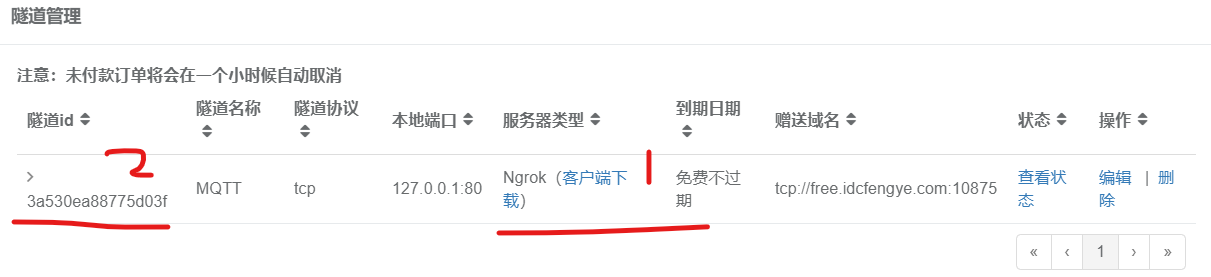 隧道管理
注意：未付款订单将会在一个小时候自动取消
隧道id 隧道名称 隧道协议 本地端口 服务器类型 到期日期 赠送域名 状态 操作
2 1
> 3a530ea88775d03f MQTT tcp 127.0.0.1:80 Ngrok（客户端下载） 免费不过期 tcp://free.idcfengye.com:10875 查看状态 编辑 | 删除
« ‹ 1 › »